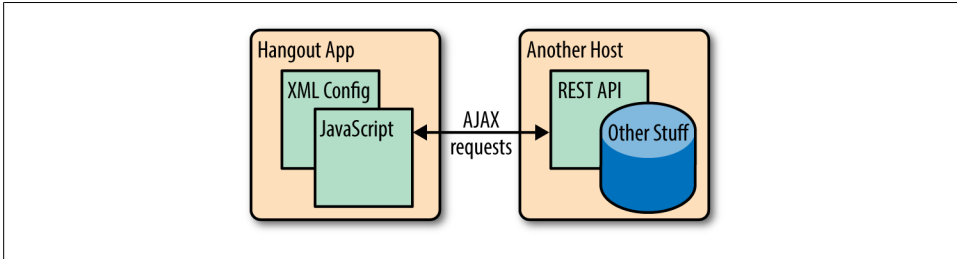 Hangout App
XML Config
JavaScript
AJAX
requests
Another Host
REST API
Other Stuff